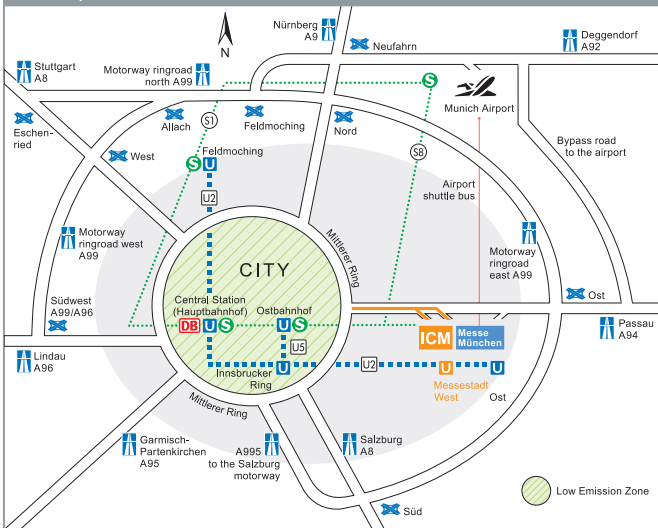 Nürnberg
A9
Deggendorf
A92
Neufahrn
Stuttgart
A8
Motorway ringroad
north A99
S
N
Munich Airport
Eschen-
ried
Allach
S1
Feldmoching
Nord
Bypass road
to the airport
West
Feldmoching
S U
S8
U2
Airport
shuttle bus
Motorway
ringroad west
A99
Mittlerer Ring
Motorway
ringroad
east A99
CITY
Südwest
A99/A96
Central Station
(Hauptbahnhof)
Ostbahnhof
Ost
DB U S
U S
ICM
Messe
München
Passau
A94
U5
Lindau
A96
Innsbrucker
Ring
U
U2
U
U
Messestadt
West
Ost
Mittlerer Ring
Garmisch-
Partenkirchen
A95
A995
to the Salzburg
motorway
Salzburg
A8
Low Emission Zone
Süd